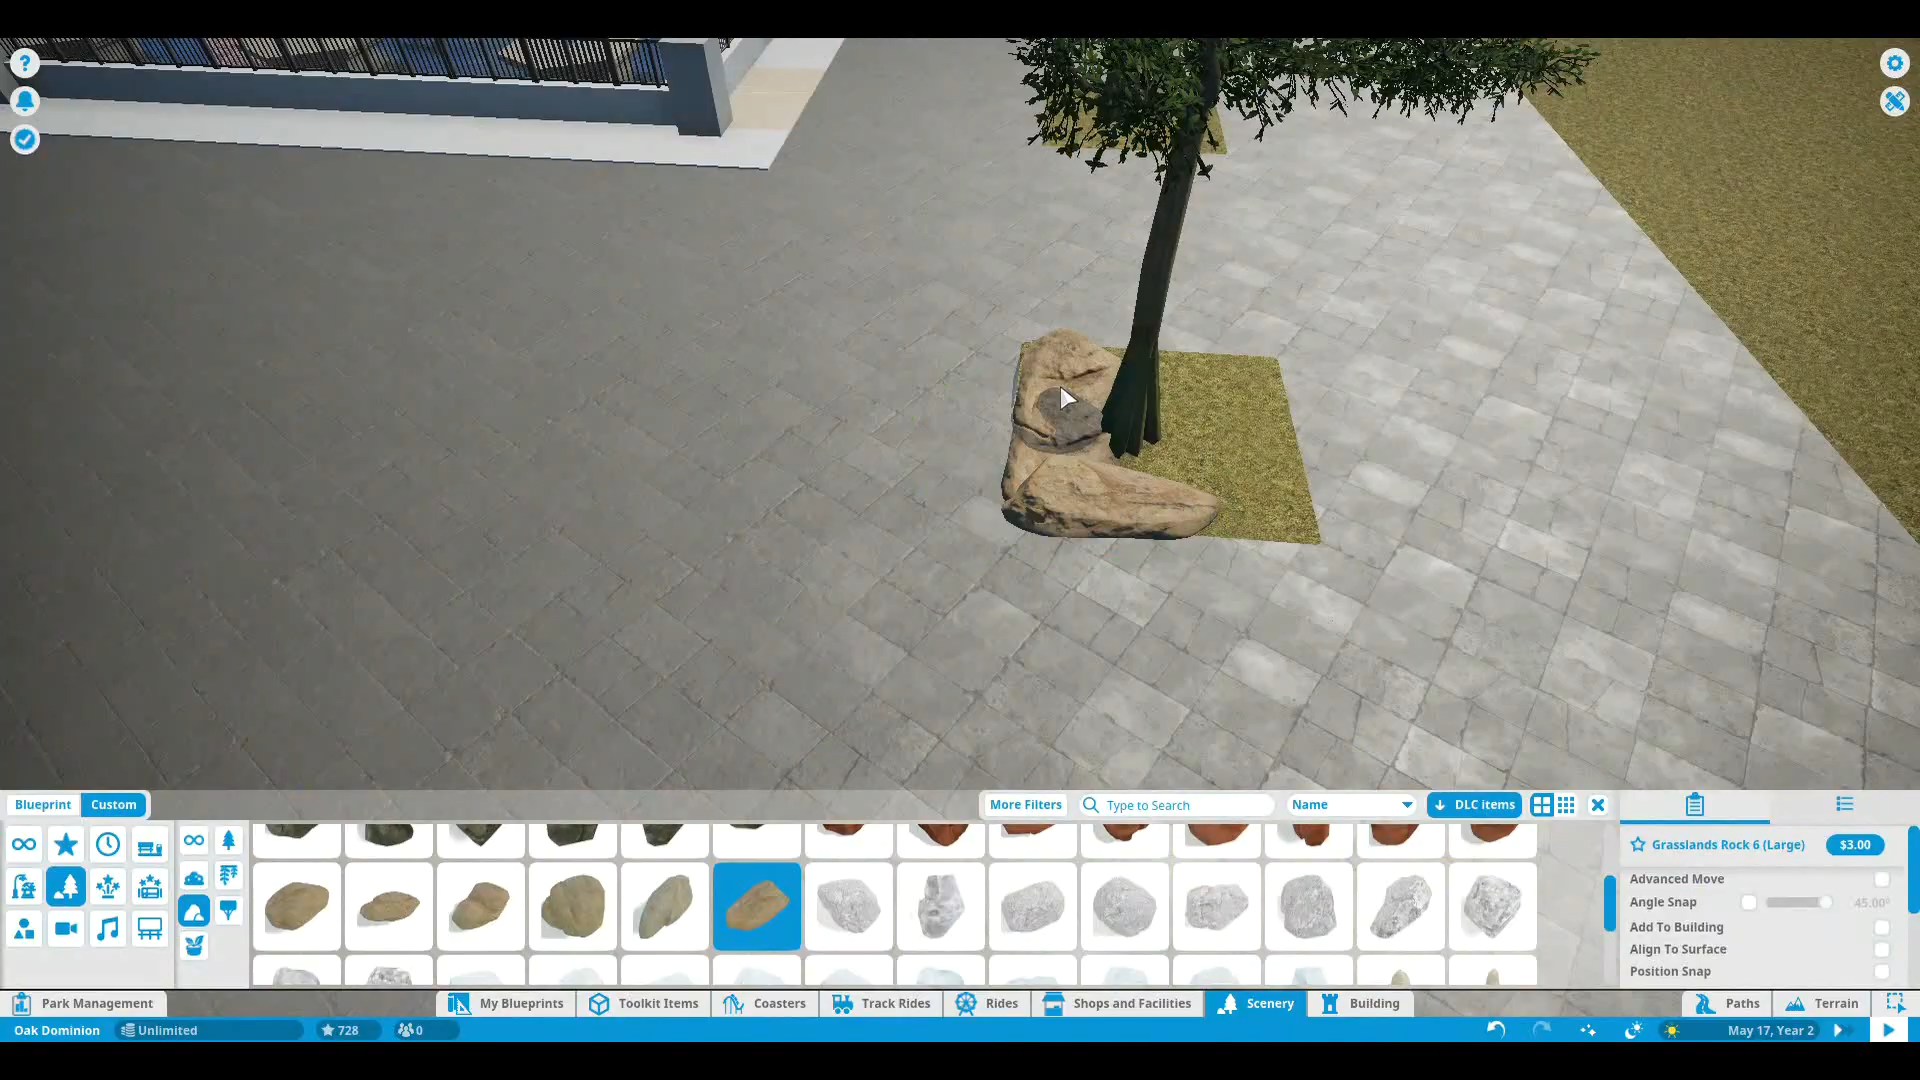 ?
Blueprint
Custom
More Filters
Type to Search
Name
DLC items
Grasslands Rock 6 (Large)
$3.00
Advanced Move
Angle Snap
45.00°
Add To Building
Align To Surface
Position Snap
Park Management
My Blueprints
Toolkit Items
Coasters
Track Rides
Rides
Shops and Facilities
Scenery
Building
Paths
Terrain
Oak Dominion
Unlimited
728
0
May 17, Year 2